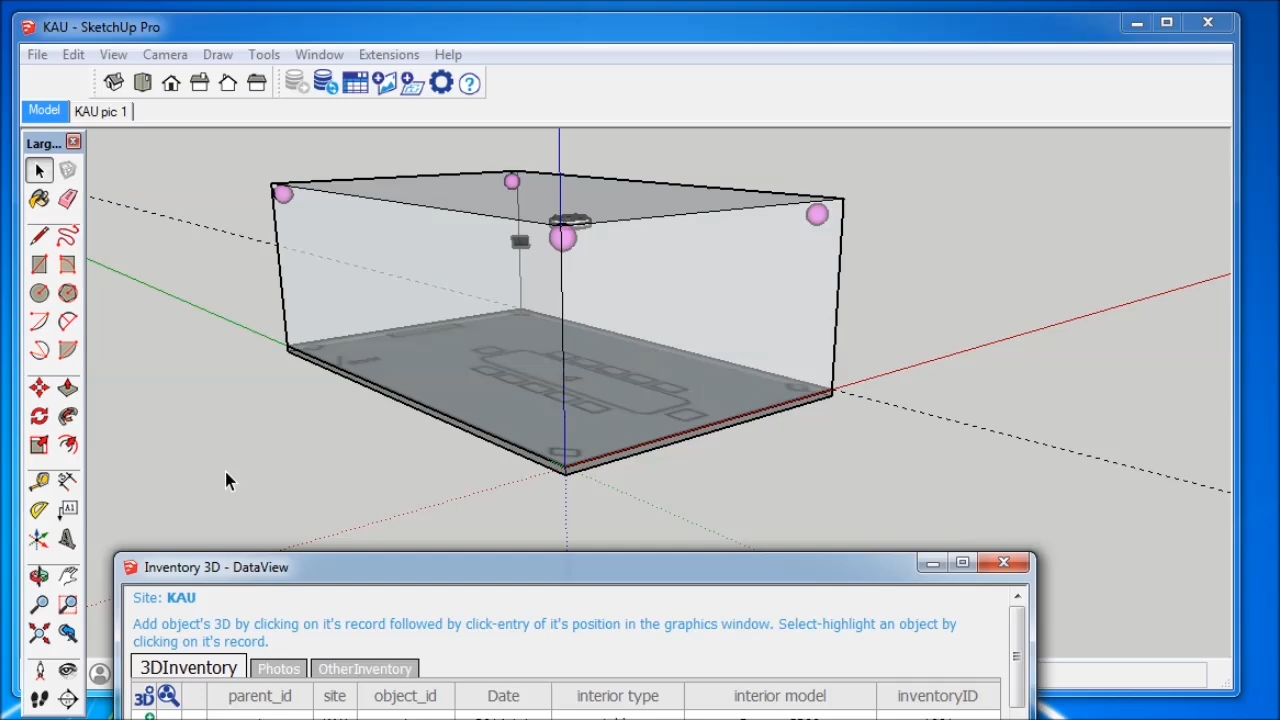 KAU - SketchUp Pro
File Edit View Camera Draw Tools Window Extensions Help
Model KAU pic 1
Larg...
A1
Inventory 3D - DataView
Site: KAU
Add object's 3D by clicking on it's record followed by click-entry of it's position in the graphics window. Select-highlight an object by
clicking on it's record.
3DInventory Photos OtherInventory
3D parent_id site object_id Date interior type interior model inventoryID